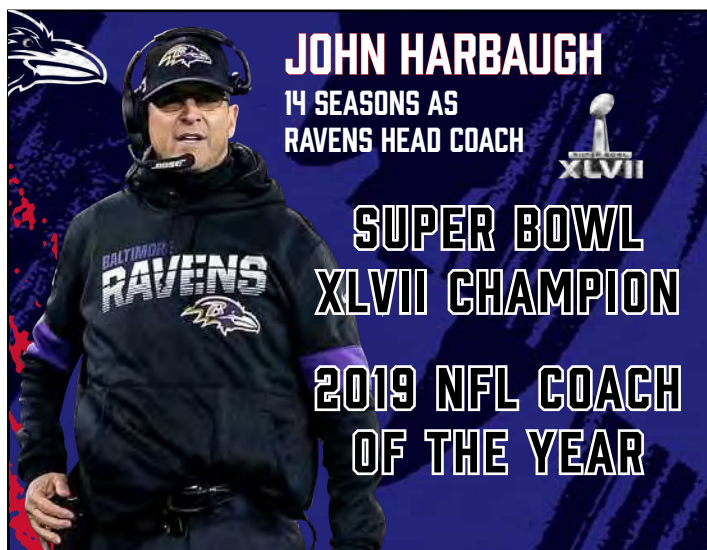 JOHN HARBAUGH
14 SEASONS AS
RAVENS HEAD COACH
SUPER BOWL
XLVII
SUPER BOWL
XLVII CHAMPION
2019 NFL COACH
OF THE YEAR
BOSE
BALTIMORE
RAVENS